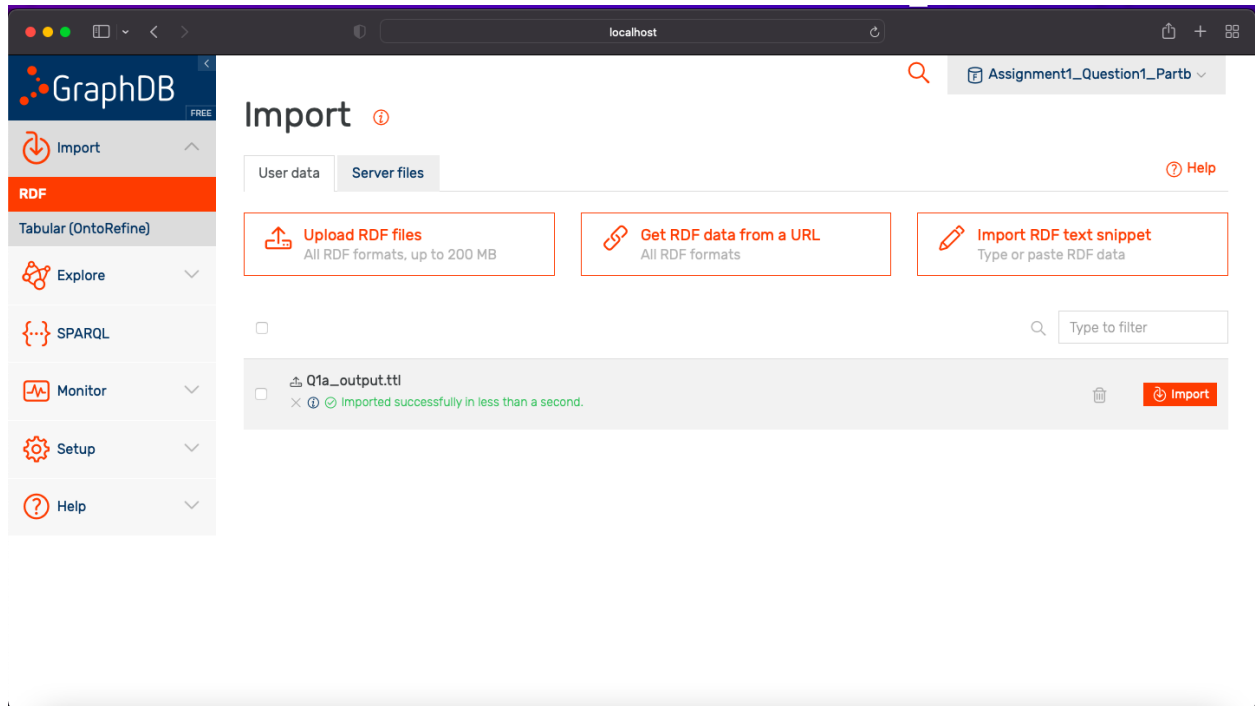 localhost
GraphDB
FREE
Import
RDF
Tabular (OntoRefine)
Explore
SPARQL
Monitor
Setup
Help
Assignment1_Question1_Partb
Import
User data
Server files
Help
Upload RDF files
All RDF formats, up to 200 MB
Get RDF data from a URL
All RDF formats
Import RDF text snippet
Type or paste RDF data
Type to filter
Q1a_output.ttl
Imported successfully in less than a second.
Import